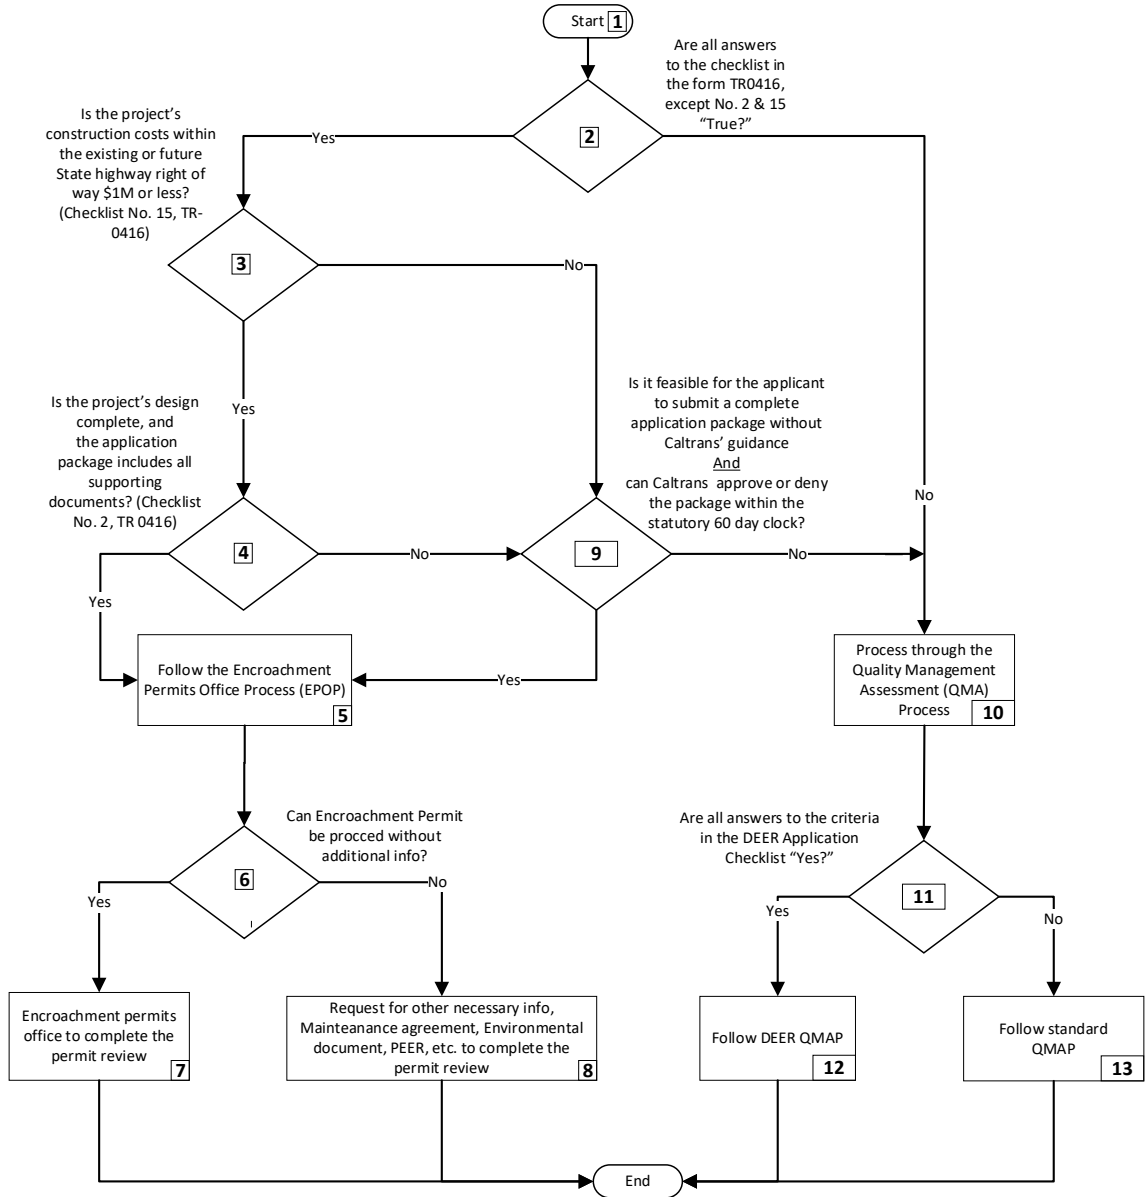 Start 1
Are all answers
to the checklist in
the form TR0416,
except No. 2 & 15
“True?”
2
Yes
Is the project’s
construction costs within
the existing or future
State highway right of
way $1M or less?
(Checklist No. 15, TR-
0416)
3
No
Yes
Is the project’s design
complete, and
the application
package includes all
supporting
documents? (Checklist
No. 2, TR 0416)
4
No
Yes
Is it feasible for the applicant
to submit a complete
application package without
Caltrans’ guidance
And
can Caltrans approve or deny
the package within the
statutory 60 day clock?
9
No
No
Yes
Follow the Encroachment
Permits Office Process (EPOP)
5
Process through the
Quality Management
Assessment (QMA)
Process
10
Can Encroachment Permit
be procced without
additional info?
6
Yes
No
Are all answers to the criteria
in the DEER Application
Checklist “Yes?”
11
Yes
No
Encroachment permits
office to complete the
permit review
7
Request for other necessary info,
Mainteanance agreement, Environmental
document, PEER, etc. to complete the
permit review
8
Follow DEER QMAP
12
Follow standard
QMAP
13
End